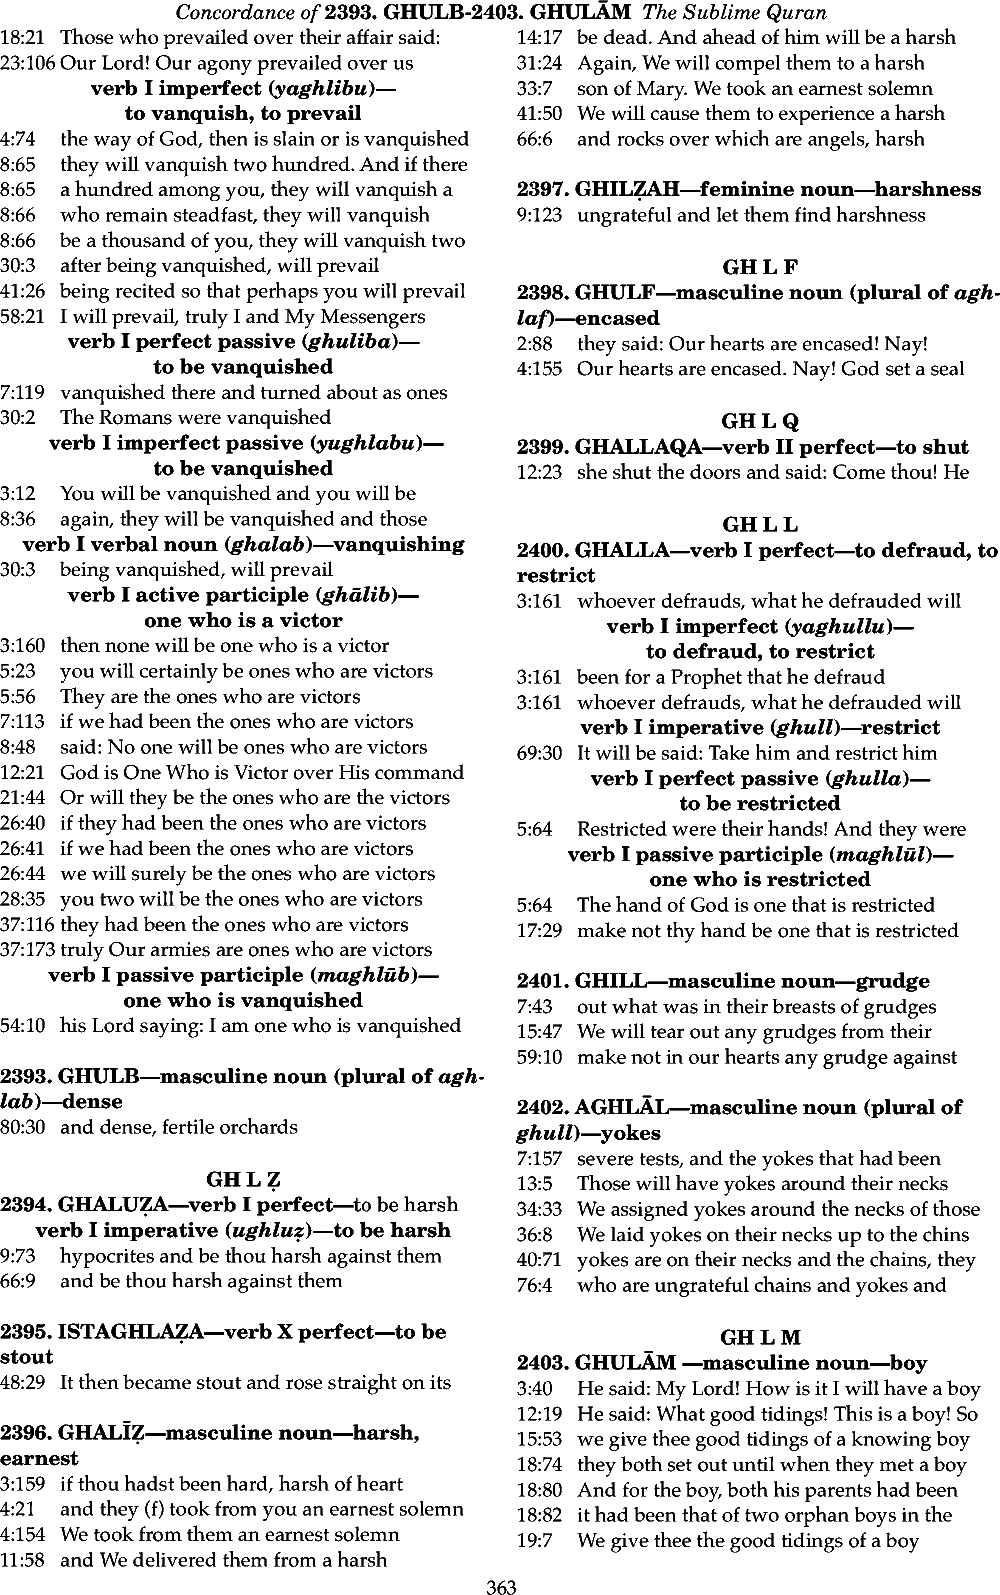 Concordance of 2393. GHULB-2403. GHULĀM The Sublime Quran
18:21 Those who prevailed over their affair said:
23:106 Our Lord! Our agony prevailed over us
verb I imperfect (yaghlibu)—
to vanquish, to prevail
4:74 the way of God, then is slain or is vanquished
8:65 they will vanquish two hundred. And if there
8:65 a hundred among you, they will vanquish a
8:66 who remain steadfast, they will vanquish
8:66 be a thousand of you, they will vanquish two
30:3 after being vanquished, will prevail
41:26 being recited so that perhaps you will prevail
58:21 I will prevail, truly I and My Messengers
verb I perfect passive (ghuliba)—
to be vanquished
7:119 vanquished there and turned about as ones
30:2 The Romans were vanquished
verb I imperfect passive (yughlabu)—
to be vanquished
3:12 You will be vanquished and you will be
8:36 again, they will be vanquished and those
verb I verbal noun (ghalab)—vanquishing
30:3 being vanquished, will prevail
verb I active participle (ghālib)—
one who is a victor
3:160 then none will be one who is a victor
5:23 you will certainly be ones who are victors
5:56 They are the ones who are victors
7:113 if we had been the ones who are victors
8:48 said: No one will be ones who are victors
12:21 God is One Who is Victor over His command
21:44 Or will they be the ones who are the victors
26:40 if they had been the ones who are victors
26:41 if we had been the ones who are victors
26:44 we will surely be the ones who are victors
28:35 you two will be the ones who are victors
37:116 they had been the ones who are victors
37:173 truly Our armies are ones who are victors
verb I passive participle (maghlūb)—
one who is vanquished
54:10 his Lord saying: I am one who is vanquished
2393. GHULB—masculine noun (plural of agh-
lab)—dense
80:30 and dense, fertile orchards
GH L Ẓ
2394. GHALUẒA—verb I perfect—to be harsh
verb I imperative (ughluẓ)—to be harsh
9:73 hypocrites and be thou harsh against them
66:9 and be thou harsh against them
2395. ISTAGHLAẒA—verb X perfect—to be
stout
48:29 It then became stout and rose straight on its
2396. GHALĪẒ—masculine noun—harsh,
earnest
3:159 if thou hadst been hard, harsh of heart
4:21 and they (f) took from you an earnest solemn
4:154 We took from them an earnest solemn
11:58 and We delivered them from a harsh
14:17 be dead. And ahead of him will be a harsh
31:24 Again, We will compel them to a harsh
33:7 son of Mary. We took an earnest solemn
41:50 We will cause them to experience a harsh
66:6 and rocks over which are angels, harsh
2397. GHILẒAH—feminine noun—harshness
9:123 ungrateful and let them find harshness
GH L F
2398. GHULF—masculine noun (plural of agh-
laf)—encased
2:88 they said: Our hearts are encased! Nay!
4:155 Our hearts are encased. Nay! God set a seal
GH L Q
2399. GHALLAQA—verb II perfect—to shut
12:23 she shut the doors and said: Come thou! He
GH L L
2400. GHALLA—verb I perfect—to defraud, to
restrict
3:161 whoever defrauds, what he defrauded will
verb I imperfect (yaghullu)—
to defraud, to restrict
3:161 been for a Prophet that he defraud
3:161 whoever defrauds, what he defrauded will
verb I imperative (ghull)—restrict
69:30 It will be said: Take him and restrict him
verb I perfect passive (ghulla)—
to be restricted
5:64 Restricted were their hands! And they were
verb I passive participle (maghlūl)—
one who is restricted
5:64 The hand of God is one that is restricted
17:29 make not thy hand be one that is restricted
2401. GHILL—masculine noun—grudge
7:43 out what was in their breasts of grudges
15:47 We will tear out any grudges from their
59:10 make not in our hearts any grudge against
2402. AGHLĀL—masculine noun (plural of
ghull)—yokes
7:157 severe tests, and the yokes that had been
13:5 Those will have yokes around their necks
34:33 We assigned yokes around the necks of those
36:8 We laid yokes on their necks up to the chins
40:71 yokes are on their necks and the chains, they
76:4 who are ungrateful chains and yokes and
GH L M
2403. GHULĀM —masculine noun—boy
3:40 He said: My Lord! How is it I will have a boy
12:19 He said: What good tidings! This is a boy! So
15:53 we give thee good tidings of a knowing boy
18:74 they both set out until when they met a boy
18:80 And for the boy, both his parents had been
18:82 it had been that of two orphan boys in the
19:7 We give thee the good tidings of a boy
363